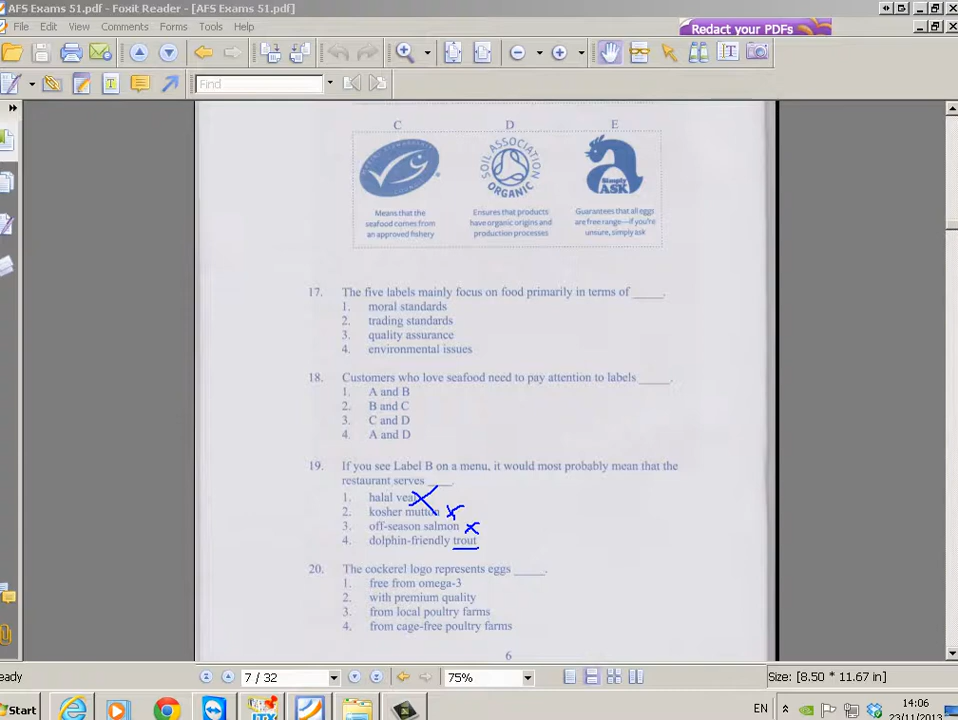 AFS Exams 51.pdf - Foxit Reader - [AFS Exams 51.pdf]
File Edit View Comments Forms Tools Help
Redact your PDFs
Find
C D E
SOIL ASSOCIATION
ORGANIC
Simply
ASK
Means that the
seafood comes from
an approved fishery
Ensures that products
have organic origins and
production processes
Guarantees that all eggs
are free range—if you're
unsure, simply ask
17. The five labels mainly focus on food primarily in terms of _____.
1. moral standards
2. trading standards
3. quality assurance
4. environmental issues
18. Customers who love seafood need to pay attention to labels _____.
1. A and B
2. B and C
3. C and D
4. A and D
19. If you see Label B on a menu, it would most probably mean that the
restaurant serves ____.
1. halal veal
2. kosher mutton
3. off-season salmon
4. dolphin-friendly trout
20. The cockerel logo represents eggs _____.
1. free from omega-3
2. with premium quality
3. from local poultry farms
4. from cage-free poultry farms
6
eady 7 / 32 75% Size: [8.50 * 11.67 in]
Start EN 14:06
23/11/2013